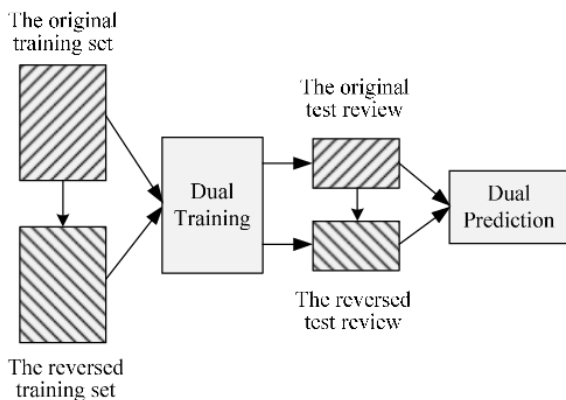 The original
training set
The original
test review
Dual
Training
Dual
Prediction
The reversed
test review
The reversed
training set